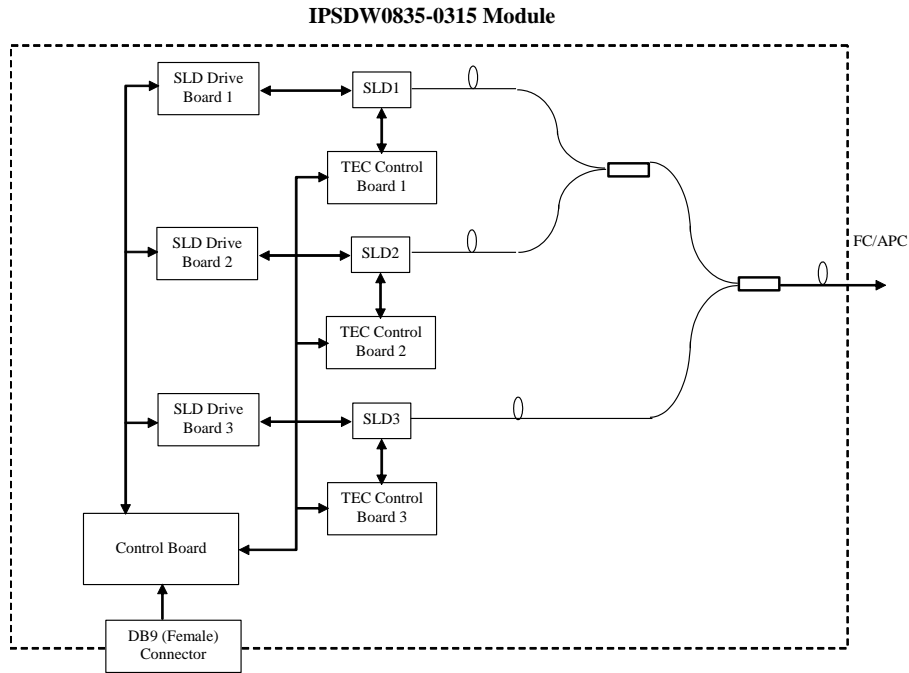 IPSDW0835-0315 Module
SLD Drive
Board 1
SLD1
TEC Control
Board 1
SLD Drive
Board 2
SLD2
FC/APC
TEC Control
Board 2
SLD Drive
Board 3
SLD3
TEC Control
Board 3
Control Board
DB9 (Female)
Connector